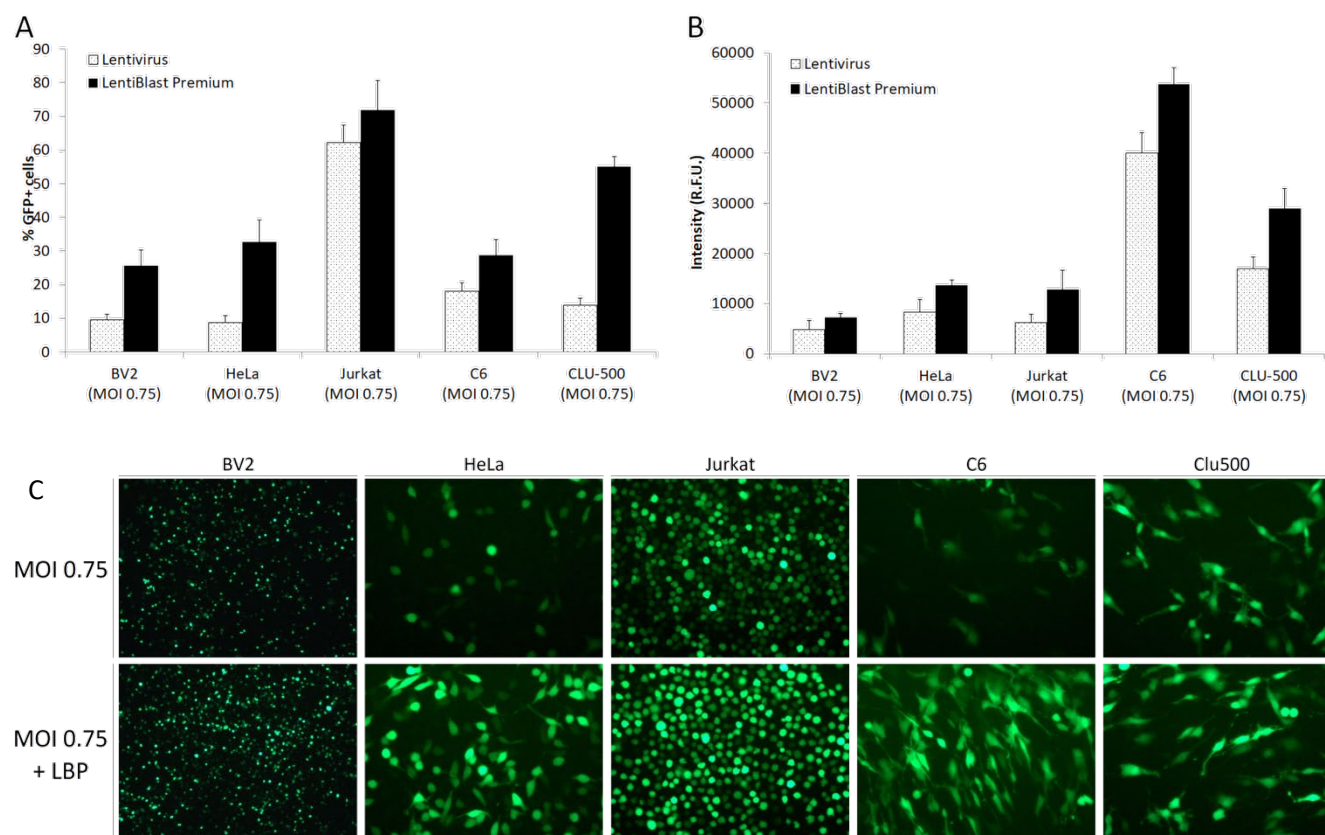 A
90
80
70
60
50
40
30
20
10
0
% GFP+ cells
Lentivirus
LentiBlast Premium
BV2
(MOI 0.75)
HeLa
(MOI 0.75)
Jurkat
(MOI 0.75)
C6
(MOI 0.75)
CLU-500
(MOI 0.75)
B
60000
50000
40000
30000
20000
10000
0
Intensity (R.F.U.)
Lentivirus
LentiBlast Premium
BV2
(MOI 0.75)
HeLa
(MOI 0.75)
Jurkat
(MOI 0.75)
C6
(MOI 0.75)
CLU-500
(MOI 0.75)
C
BV2
HeLa
Jurkat
C6
Clu500
MOI 0.75
MOI 0.75
+ LBP